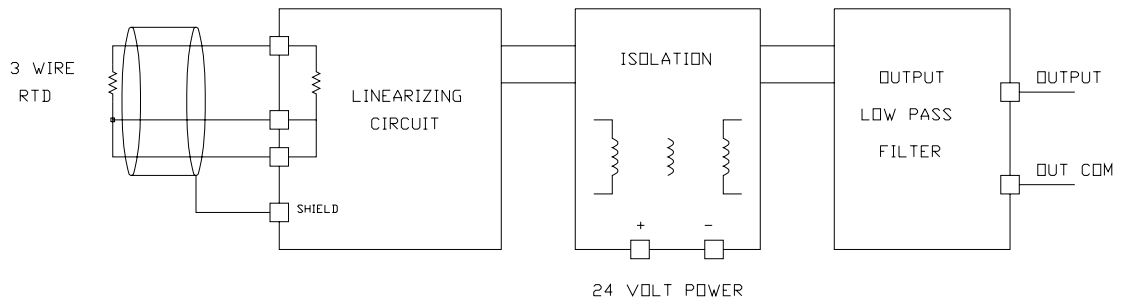 3 WIRE
RTD
LINEARIZING
CIRCUIT
SHIELD
ISOLATION
+ -
24 VOLT POWER
OUTPUT
LOW PASS
FILTER
OUTPUT
OUT COM